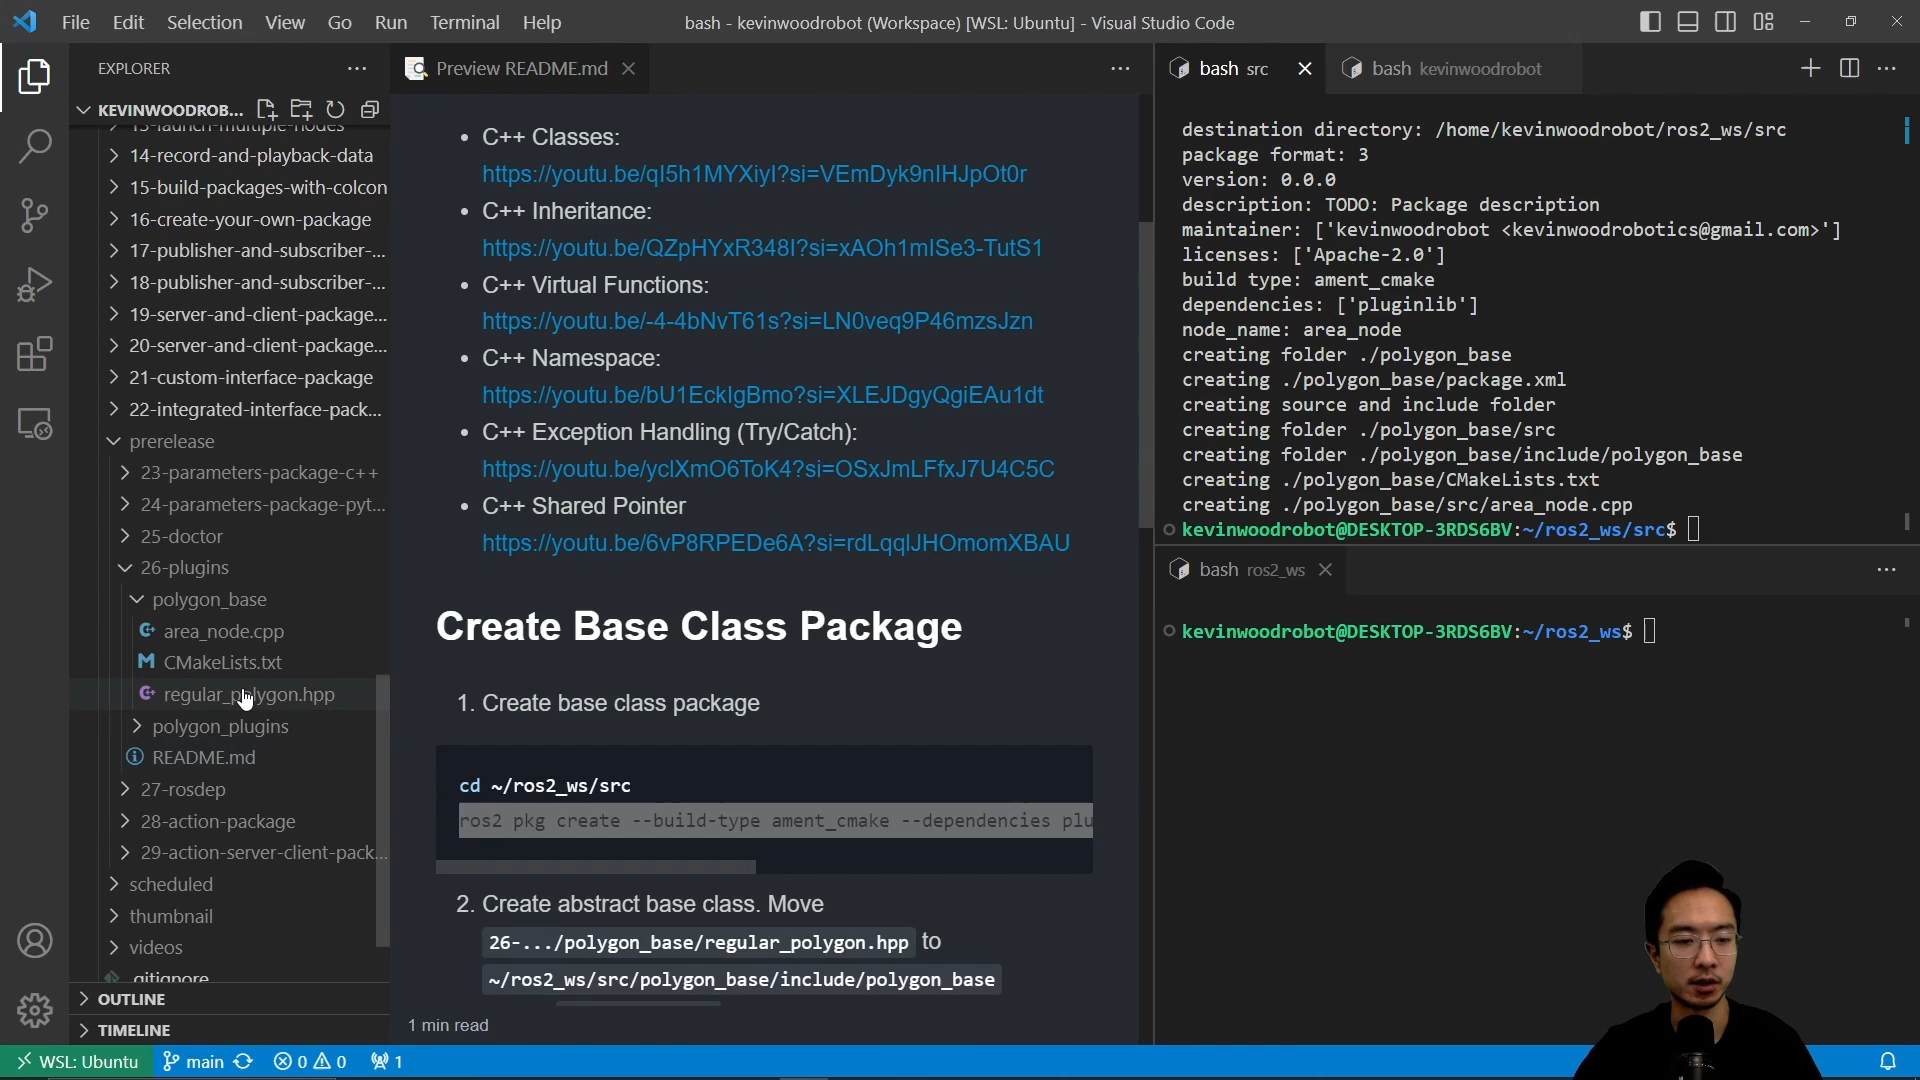 File Edit Selection View Go Run Terminal Help
bash - kevinwoodrobot (Workspace) [WSL: Ubuntu] - Visual Studio Code
EXPLORER
KEVINWOODROB...
13-launch-multiple-nodes
14-record-and-playback-data
15-build-packages-with-colcon
16-create-your-own-package
17-publisher-and-subscriber-...
18-publisher-and-subscriber-...
19-server-and-client-package...
20-server-and-client-package...
21-custom-interface-package
22-integrated-interface-pack...
prerelease
23-parameters-package-c++
24-parameters-package-pyt...
25-doctor
26-plugins
polygon_base
area_node.cpp
CMakeLists.txt
regular_polygon.hpp
polygon_plugins
README.md
27-rosdep
28-action-package
29-action-server-client-pack...
scheduled
thumbnail
videos
.gitignore
OUTLINE
TIMELINE
Preview README.md
• C++ Classes:
https://youtu.be/qI5h1MYXiyI?si=VEmDyk9nIHJpOt0r
• C++ Inheritance:
https://youtu.be/QZpHYxR348I?si=xAOh1mISe3-TutS1
• C++ Virtual Functions:
https://youtu.be/-4-4bNvT61s?si=LN0veq9P46mzsJzn
• C++ Namespace:
https://youtu.be/bU1EckIgBmo?si=XLEJDgyQgiEAu1dt
• C++ Exception Handling (Try/Catch):
https://youtu.be/yclXmO6ToK4?si=OSxJmLFfxJ7U4C5C
• C++ Shared Pointer
https://youtu.be/6vP8RPEDe6A?si=rdLqqlJHOmomXBAU
Create Base Class Package
1. Create base class package
cd ~/ros2_ws/src
ros2 pkg create --build-type ament_cmake --dependencies plu
2. Create abstract base class. Move
26-.../polygon_base/regular_polygon.hpp to
~/ros2_ws/src/polygon_base/include/polygon_base
1 min read
bash src
bash kevinwoodrobot
destination directory: /home/kevinwoodrobot/ros2_ws/src
package format: 3
version: 0.0.0
description: TODO: Package description
maintainer: ['kevinwoodrobot <kevinwoodrobotics@gmail.com>']
licenses: ['Apache-2.0']
build type: ament_cmake
dependencies: ['pluginlib']
node_name: area_node
creating folder ./polygon_base
creating ./polygon_base/package.xml
creating source and include folder
creating folder ./polygon_base/src
creating folder ./polygon_base/include/polygon_base
creating ./polygon_base/CMakeLists.txt
creating ./polygon_base/src/area_node.cpp
kevinwoodrobot@DESKTOP-3RDS6BV:~/ros2_ws/src$
bash ros2_ws
kevinwoodrobot@DESKTOP-3RDS6BV:~/ros2_ws$
WSL: Ubuntu main 0 0 1